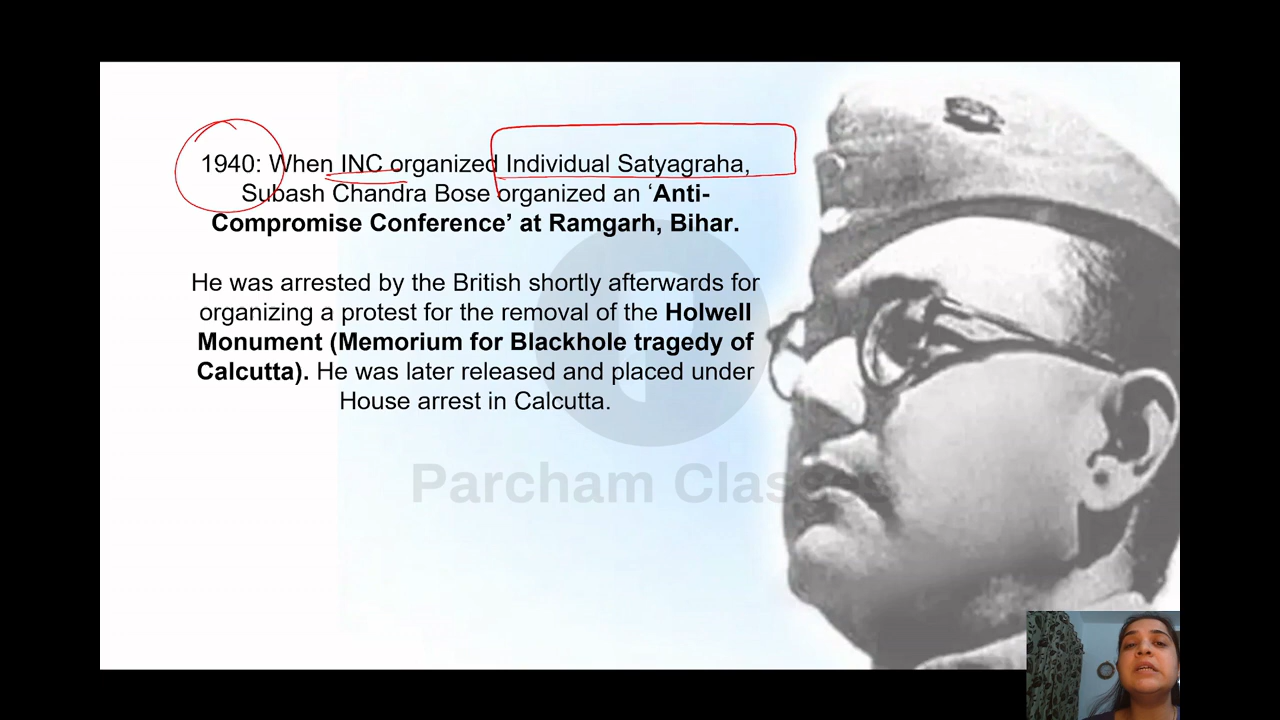 1940: When INC organized Individual Satyagraha,
Subash Chandra Bose organized an ‘Anti-
Compromise Conference’ at Ramgarh, Bihar.
He was arrested by the British shortly afterwards for
organizing a protest for the removal of the Holwell
Monument (Memorium for Blackhole tragedy of
Calcutta). He was later released and placed under
House arrest in Calcutta.
Parcham Classes